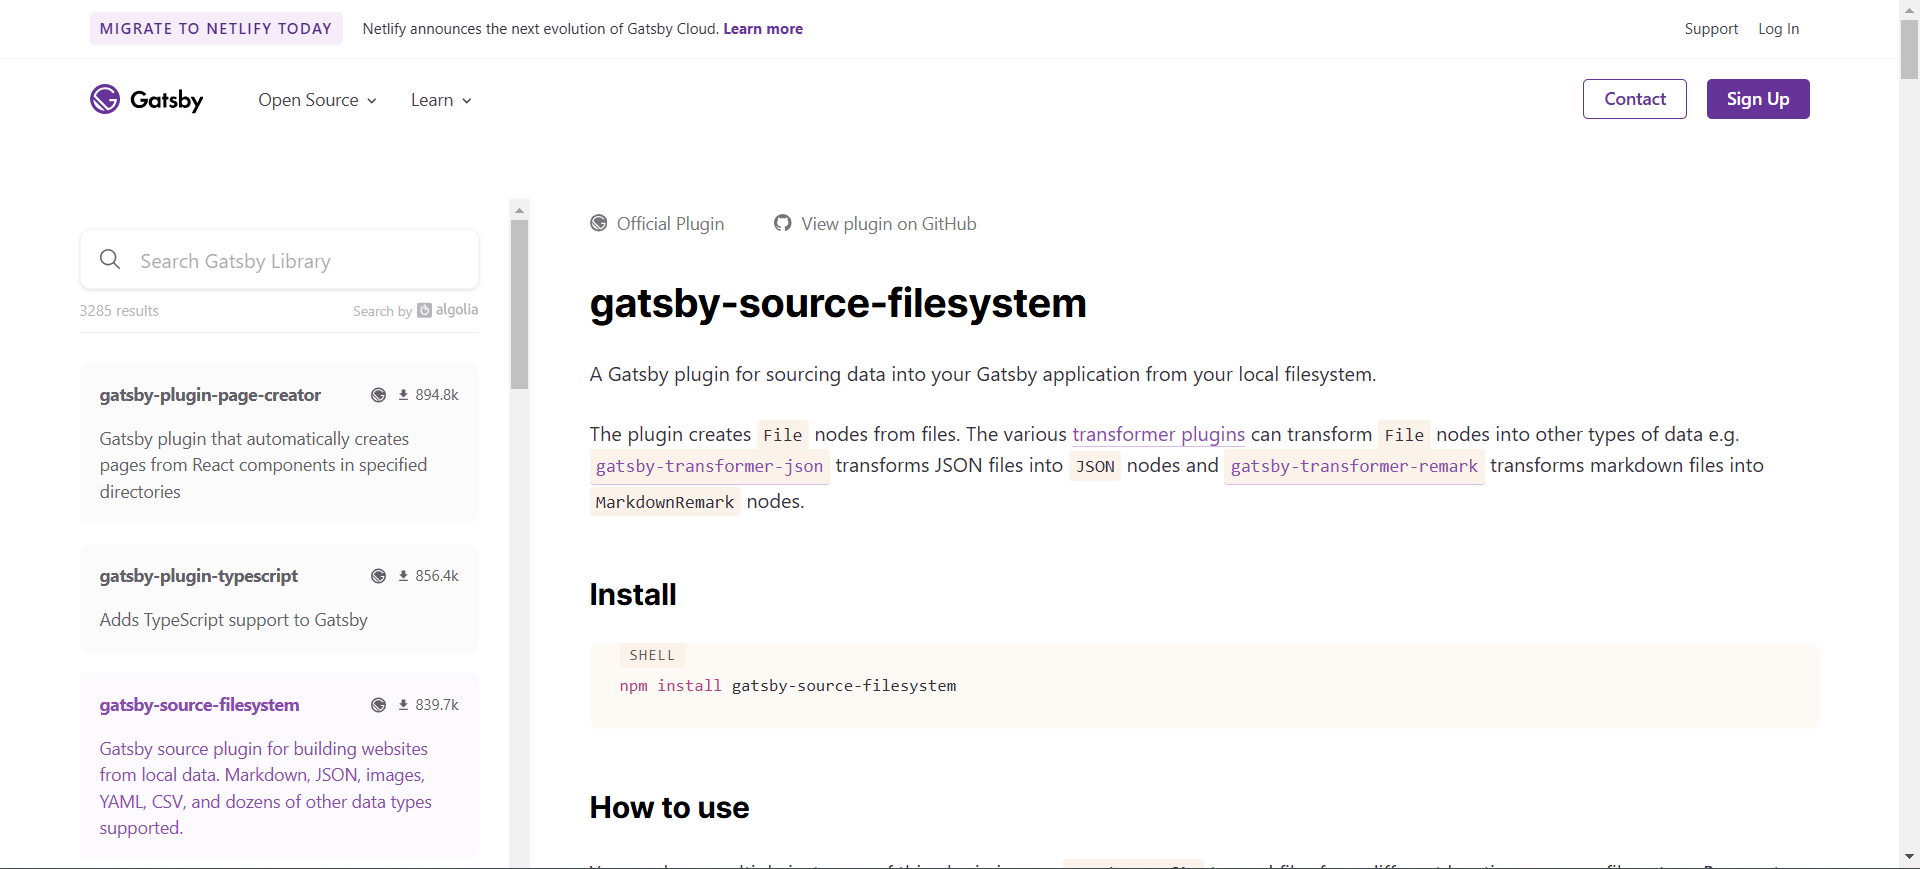 MIGRATE TO NETLIFY TODAY
Netlify announces the next evolution of Gatsby Cloud. Learn more
Support
Log In
Gatsby
Open Source
Learn
Contact
Sign Up
Search Gatsby Library
3285 results
Search by algolia
gatsby-plugin-page-creator
894.8k
Gatsby plugin that automatically creates
pages from React components in specified
directories
gatsby-plugin-typescript
856.4k
Adds TypeScript support to Gatsby
gatsby-source-filesystem
839.7k
Gatsby source plugin for building websites
from local data. Markdown, JSON, images,
YAML, CSV, and dozens of other data types
supported.
Official Plugin
View plugin on GitHub
gatsby-source-filesystem
A Gatsby plugin for sourcing data into your Gatsby application from your local filesystem.
The plugin creates File nodes from files. The various transformer plugins can transform File nodes into other types of data e.g.
gatsby-transformer-json transforms JSON files into JSON nodes and gatsby-transformer-remark transforms markdown files into
MarkdownRemark nodes.
Install
SHELL
npm install gatsby-source-filesystem
How to use